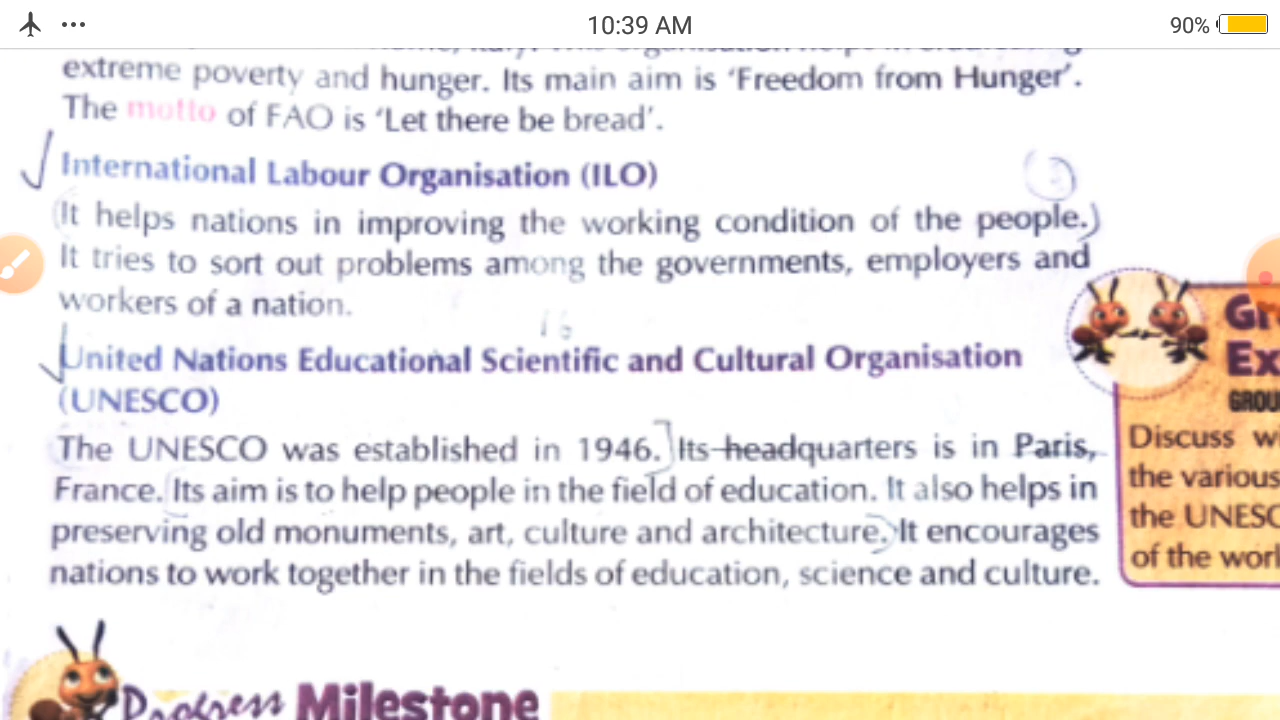 10:39 AM
90%
extreme poverty and hunger. Its main aim is 'Freedom from Hunger'.
The motto of FAO is 'Let there be bread'.
International Labour Organisation (ILO)
It helps nations in improving the working condition of the people.)
It tries to sort out problems among the governments, employers and
workers of a nation.
United Nations Educational Scientific and Cultural Organisation
(UNESCO)
The UNESCO was established in 1946. Its headquarters is in Paris,
France. Its aim is to help people in the field of education. It also helps in
preserving old monuments, art, culture and architecture. It encourages
nations to work together in the fields of education, science and culture.
Discuss
the various
of the
Progress Milestone